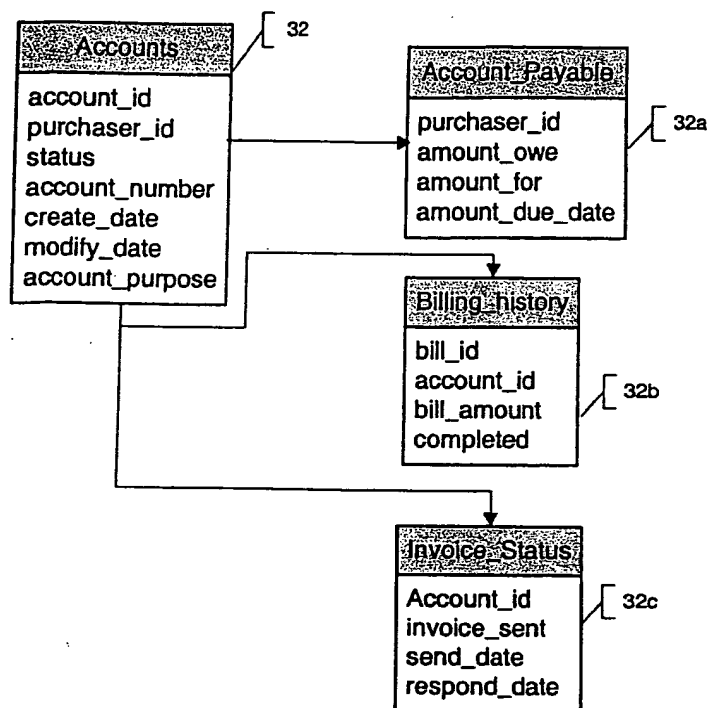 Accounts
32
account_id
purchaser_id
status
account_number
create_date
modify_date
account_purpose
Account_Payable
32a
purchaser_id
amount_owe
amount_for
amount_due_date
Billing_history
32b
bill_id
account_id
bill_amount
completed
Invoice_Status
32c
Account_id
invoice_sent
send_date
respond_date